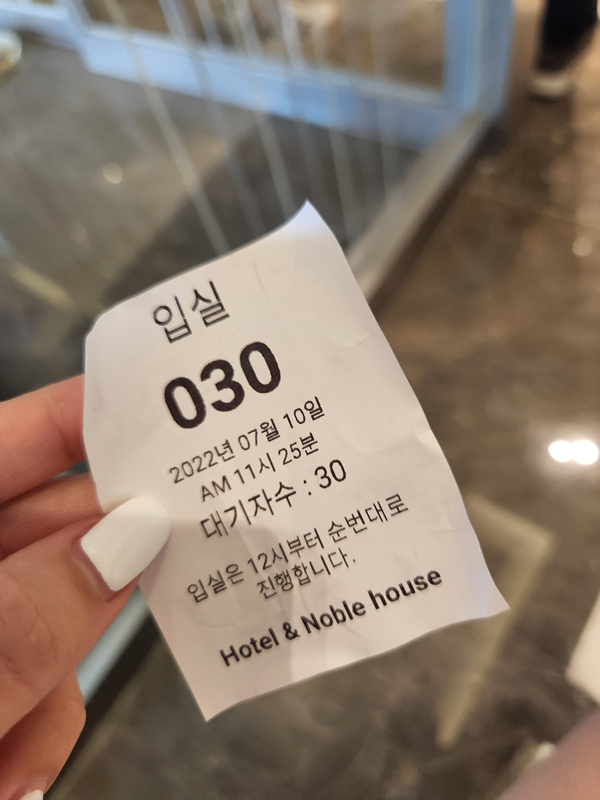 입실
030
2022년 07월 10일
AM 11시 25분
대기자수 : 30
입실은 12시부터 순번대로
진행합니다.
Hotel & Noble house